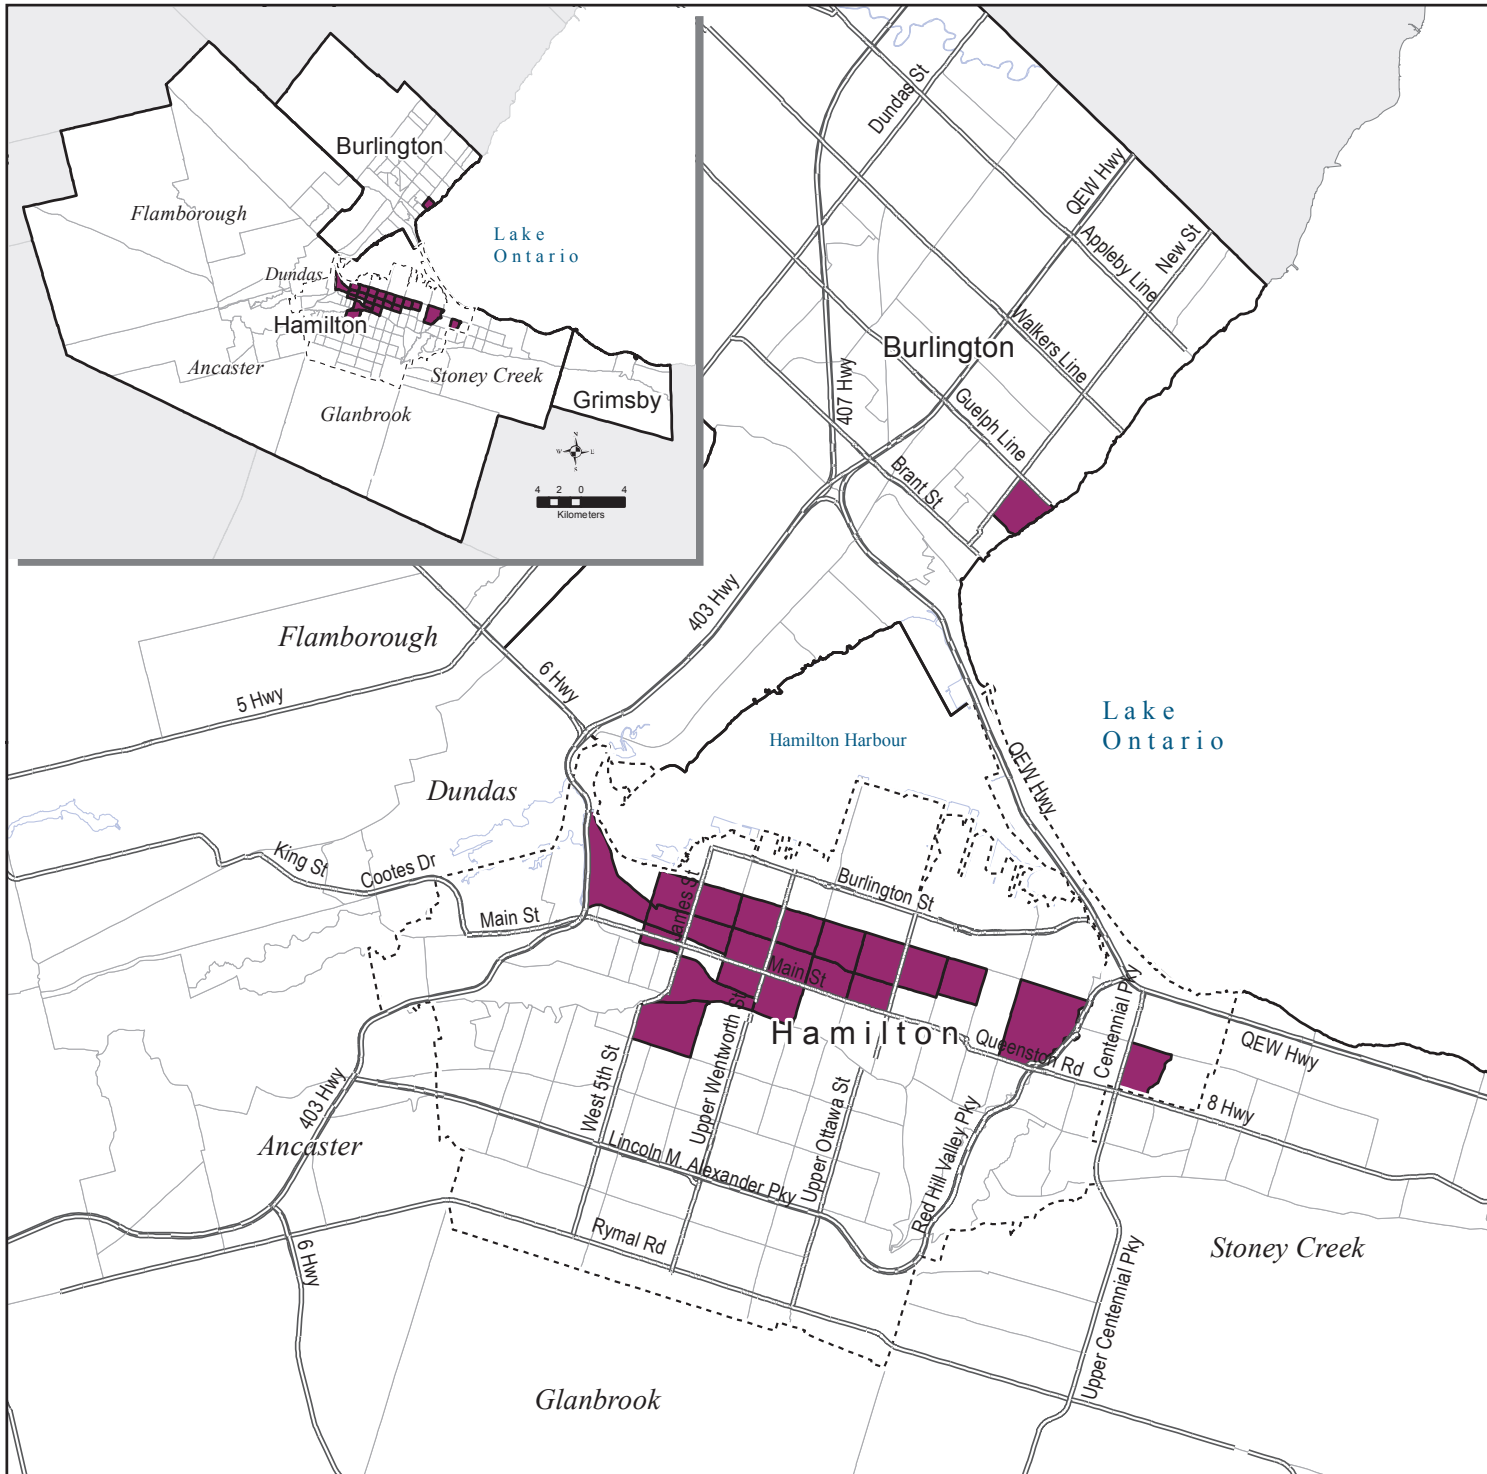 Burlington
Flamborough
Lake
Ontario
Dundas
Hamilton
Ancaster
Stoney Creek
Grimsby
Glanbrook
N
W E
S
4 2 0 4
Kilometers
Dundas St
QEW Hwy
Appleby Line
New St
Walkers Line
Burlington
407 Hwy
Guelph Line
Brant St
403 Hwy
Flamborough
6 Hwy
5 Hwy
Lake
Ontario
Hamilton Harbour
QEW Hwy
Dundas
King St
Cootes Dr
Main St
James St
Burlington St
Main St
Hamilton
Queenston Rd
Centennial Pky
QEW Hwy
8 Hwy
West 5th St
Upper Wentworth St
Upper Ottawa St
403 Hwy
Ancaster
Lincoln M. Alexander Pky
Red Hill Valley Pky
Rymal Rd
6 Hwy
Stoney Creek
Upper Centennial Pky
Glanbrook